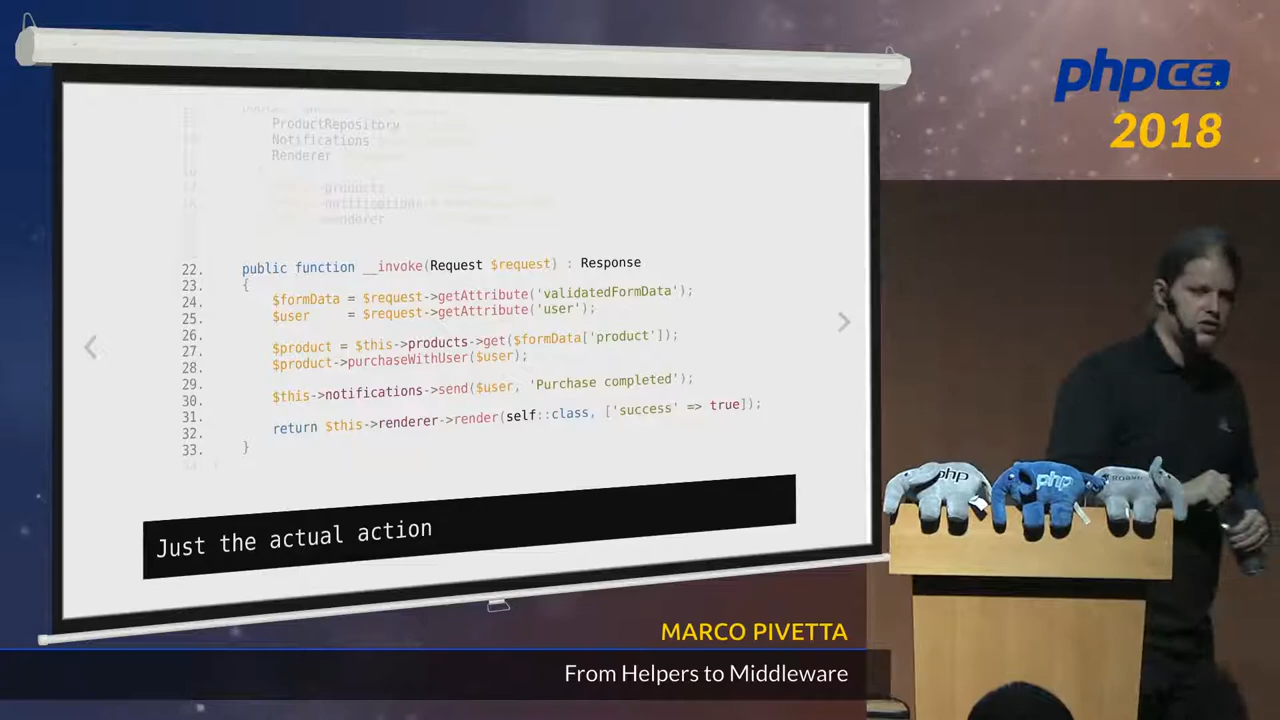 phpce
2018
ProductRepository
Notifications
Renderer
22. public function __invoke(Request $request) : Response
23. {
24. $formData = $request->getAttribute('validatedFormData');
25. $user = $request->getAttribute('user');
26.
27. $product = $this->products->get($formData['product']);
28. $product->purchaseWithUser($user);
29.
30. $this->notifications->send($user, 'Purchase completed');
31.
32. return $this->renderer->render(self::class, ['success' => true]);
33. }
Just the actual action
php
php
MARCO PIVETTA
From Helpers to Middleware